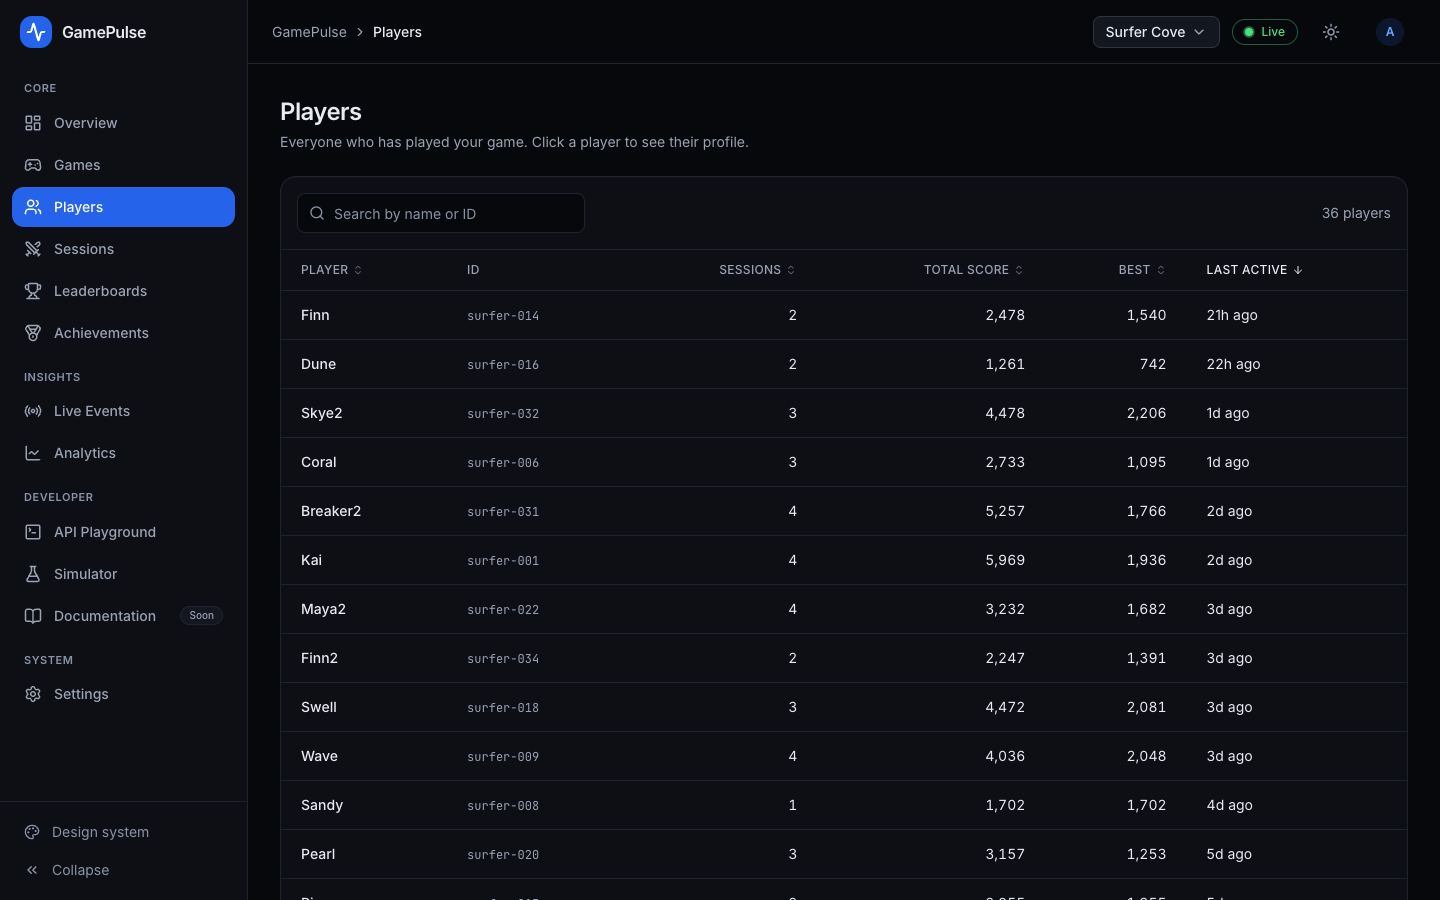 GamePulse
GamePulse > Players
Surfer Cove
Live
A
CORE
Overview
Games
Players
Sessions
Leaderboards
Achievements
INSIGHTS
Live Events
Analytics
DEVELOPER
API Playground
Simulator
Documentation Soon
SYSTEM
Settings
Design system
Collapse
Players
Everyone who has played your game. Click a player to see their profile.
Search by name or ID
36 players
PLAYER ID SESSIONS TOTAL SCORE BEST LAST ACTIVE
Finn surfer-014 2 2,478 1,540 21h ago
Dune surfer-016 2 1,261 742 22h ago
Skye2 surfer-032 3 4,478 2,206 1d ago
Coral surfer-006 3 2,733 1,095 1d ago
Breaker2 surfer-031 4 5,257 1,766 2d ago
Kai surfer-001 4 5,969 1,936 2d ago
Maya2 surfer-022 4 3,232 1,682 3d ago
Finn2 surfer-034 2 2,247 1,391 3d ago
Swell surfer-018 3 4,472 2,081 3d ago
Wave surfer-009 4 4,036 2,048 3d ago
Sandy surfer-008 1 1,702 1,702 4d ago
Pearl surfer-020 3 3,157 1,253 5d ago